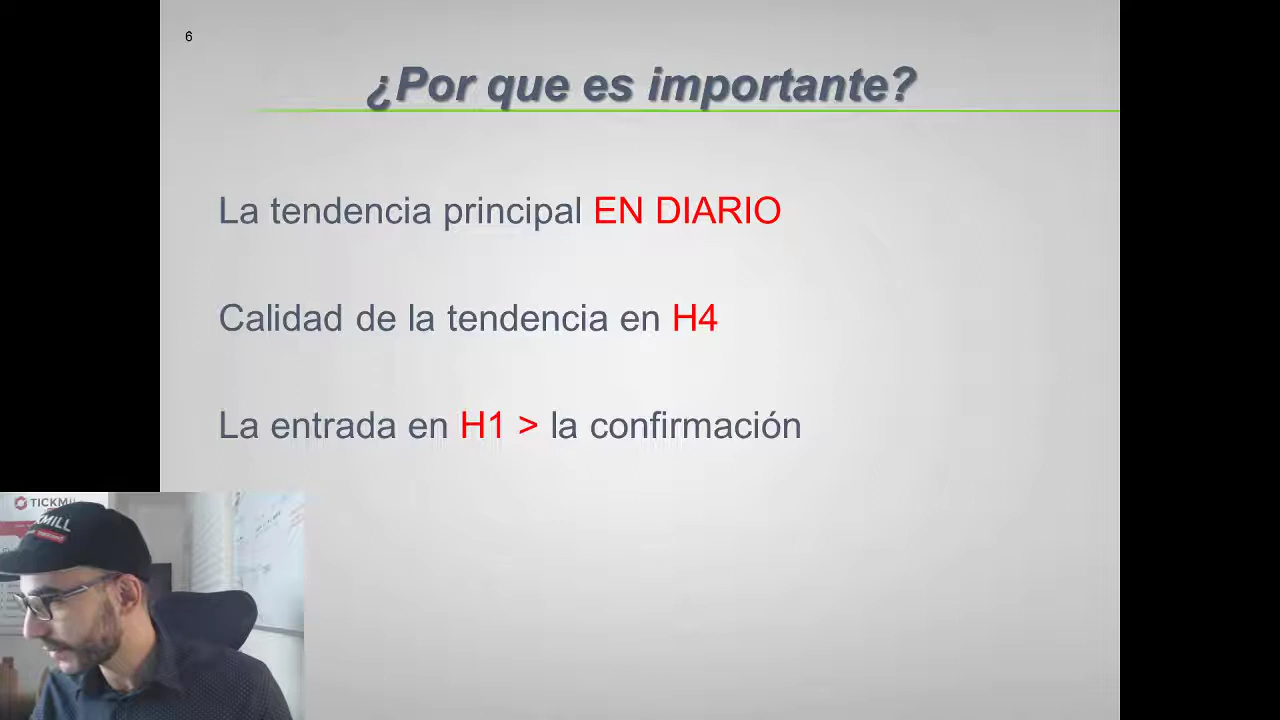 6
¿Por que es importante?
La tendencia principal EN DIARIO
Calidad de la tendencia en H4
La entrada en H1 > la confirmación
TICKMILL